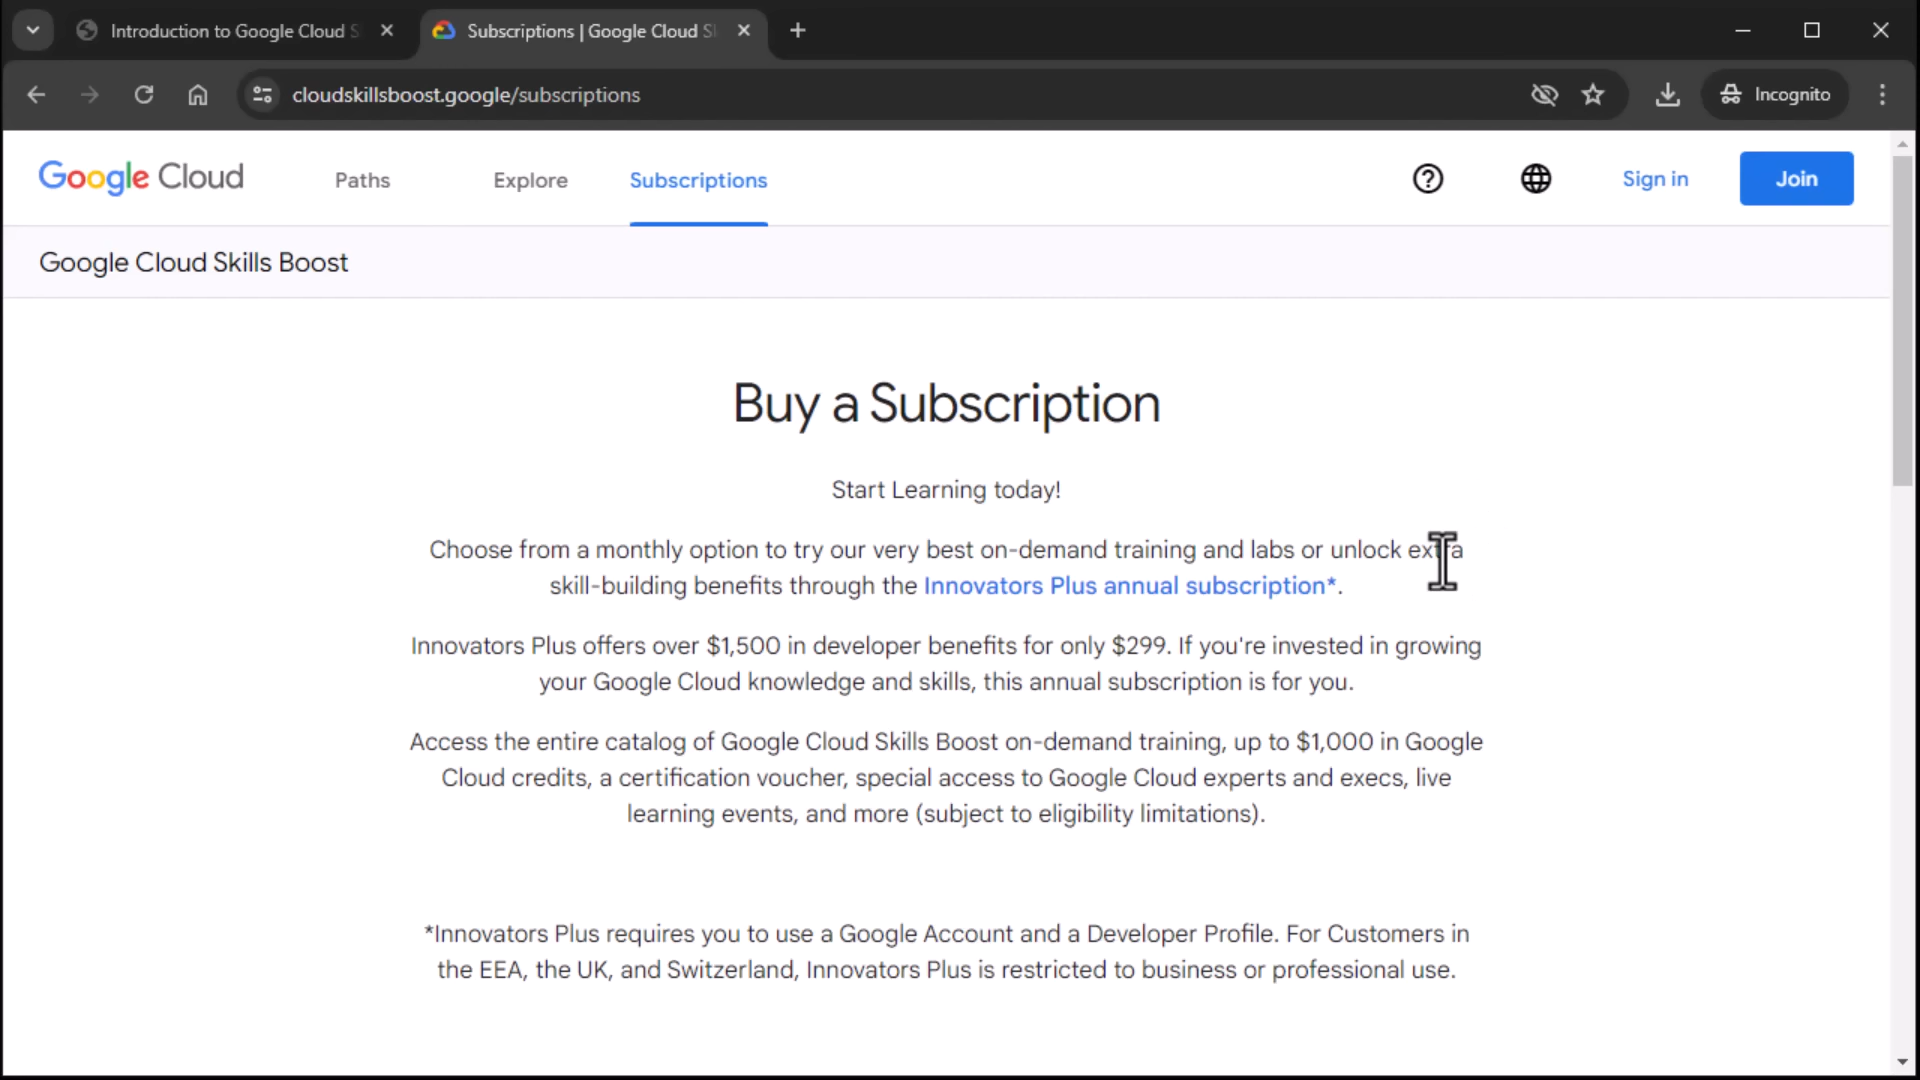 Introduction to Google Cloud S
Subscriptions | Google Cloud S
cloudskillsboost.google/subscriptions
Incognito
Google Cloud
Paths
Explore
Subscriptions
Sign in
Join
Google Cloud Skills Boost
Buy a Subscription
Start Learning today!
Choose from a monthly option to try our very best on-demand training and labs or unlock extra
skill-building benefits through the Innovators Plus annual subscription*.
Innovators Plus offers over $1,500 in developer benefits for only $299. If you're invested in growing
your Google Cloud knowledge and skills, this annual subscription is for you.
Access the entire catalog of Google Cloud Skills Boost on-demand training, up to $1,000 in Google
Cloud credits, a certification voucher, special access to Google Cloud experts and execs, live
learning events, and more (subject to eligibility limitations).
*Innovators Plus requires you to use a Google Account and a Developer Profile. For Customers in
the EEA, the UK, and Switzerland, Innovators Plus is restricted to business or professional use.